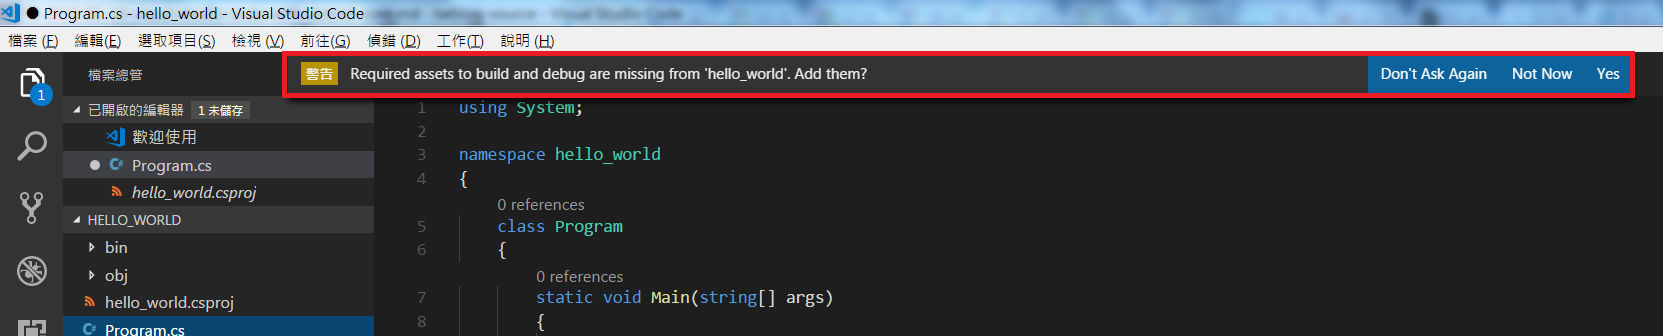 ● Program.cs - hello_world - Visual Studio Code
檔案 (F) 編輯(E) 選取項目(S) 檢視 (V) 前往(G) 偵錯 (D) 工作(T) 說明 (H)
1
檔案總管
已開啟的編輯器 1 未儲存
歡迎使用
Program.cs
hello_world.csproj
HELLO_WORLD
bin
obj
hello_world.csproj
Program.cs
警告 Required assets to build and debug are missing from 'hello_world'. Add them? Don't Ask Again Not Now Yes
1 using System;
2
3 namespace hello_world
4 {
0 references
5 class Program
6 {
0 references
7 static void Main(string[] args)
8 {